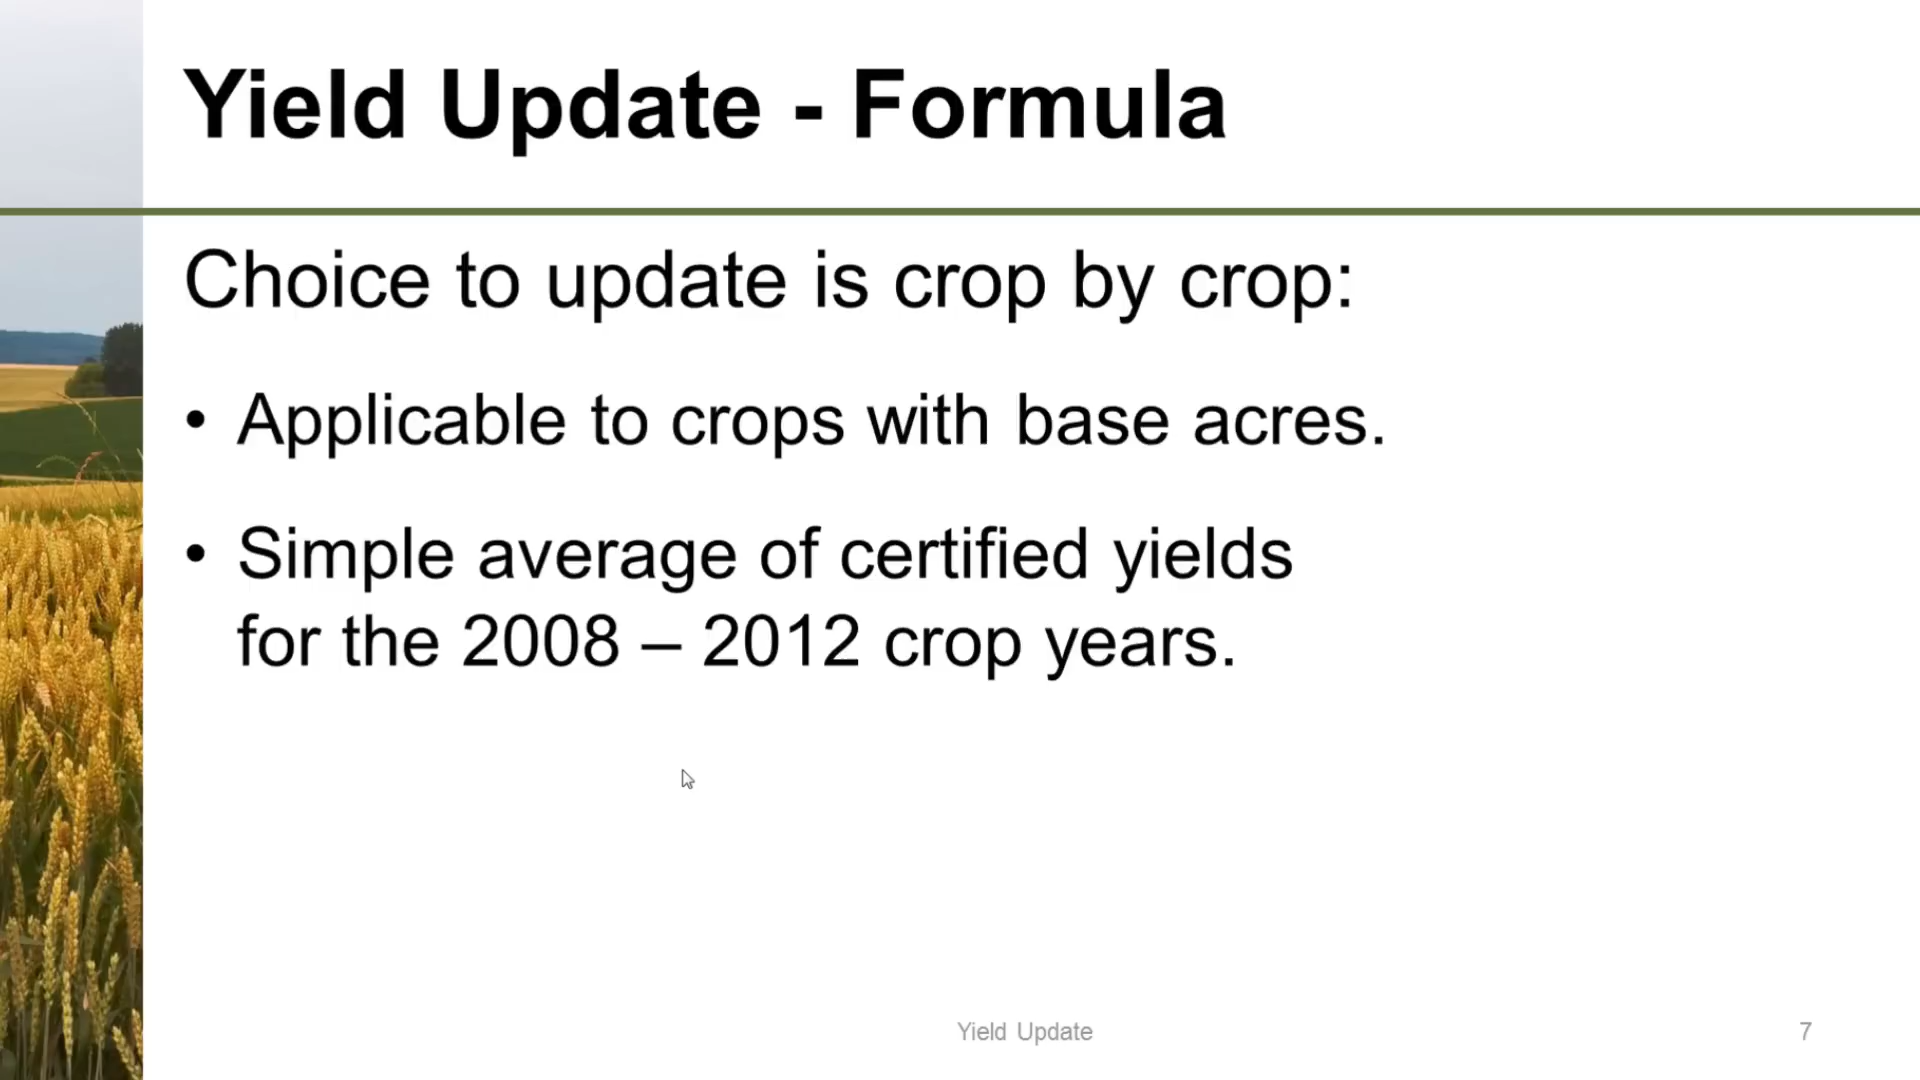 Yield Update - Formula
Choice to update is crop by crop:
• Applicable to crops with base acres.
• Simple average of certified yields
for the 2008 – 2012 crop years.
Yield Update
7